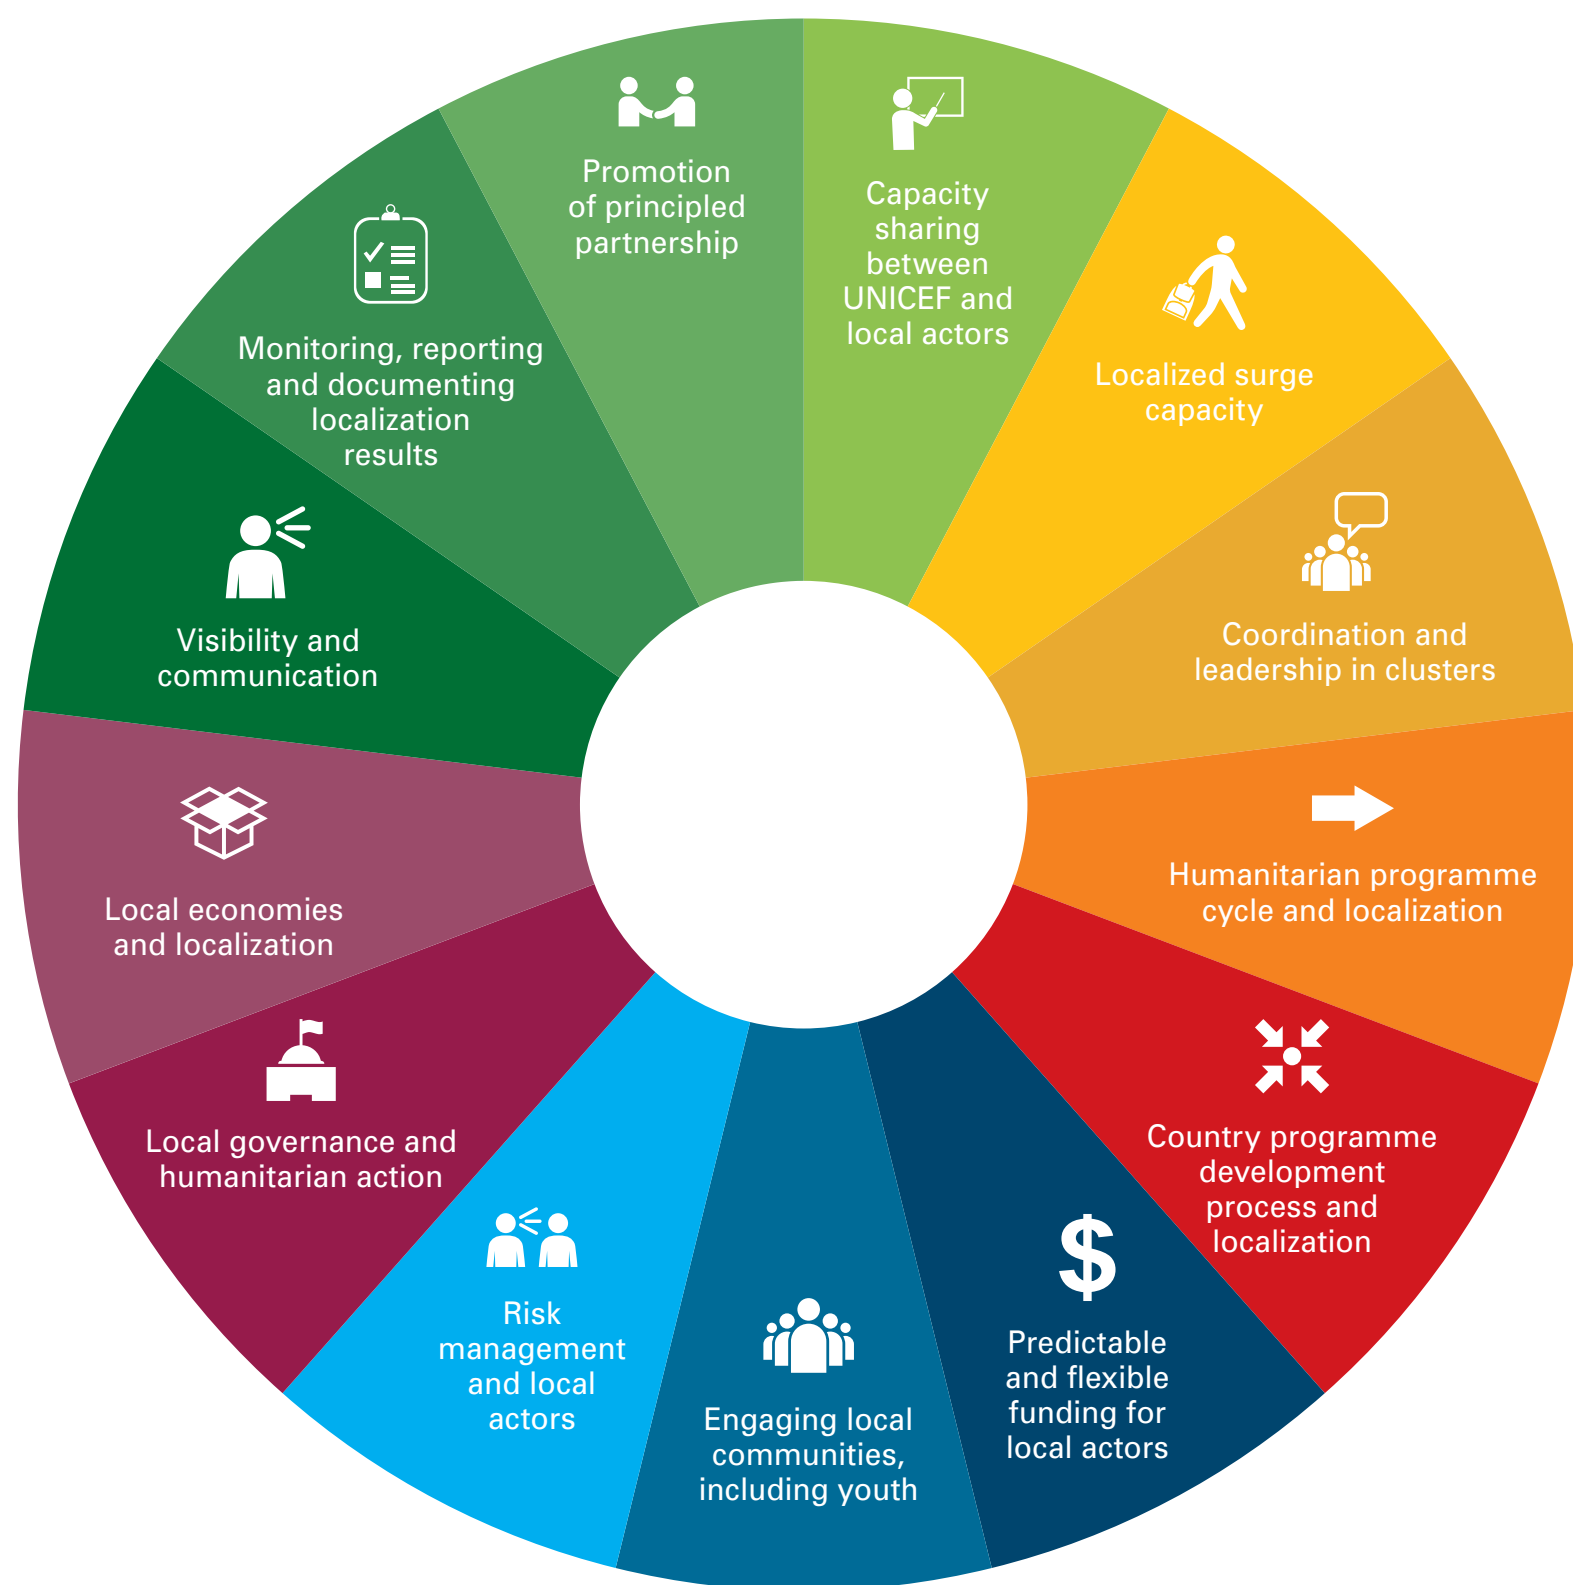 Promotion
of principled
partnership
Capacity
sharing
between
UNICEF and
local actors
Localized surge
capacity
Coordination and
leadership in clusters
Humanitarian programme
cycle and localization
Country programme
development
process and
localization
$
Predictable
and flexible
funding for
local actors
Engaging local
communities,
including youth
Risk
management
and local
actors
Local governance and
humanitarian action
Local economies
and localization
Visibility and
communication
Monitoring, reporting
and documenting
localization
results